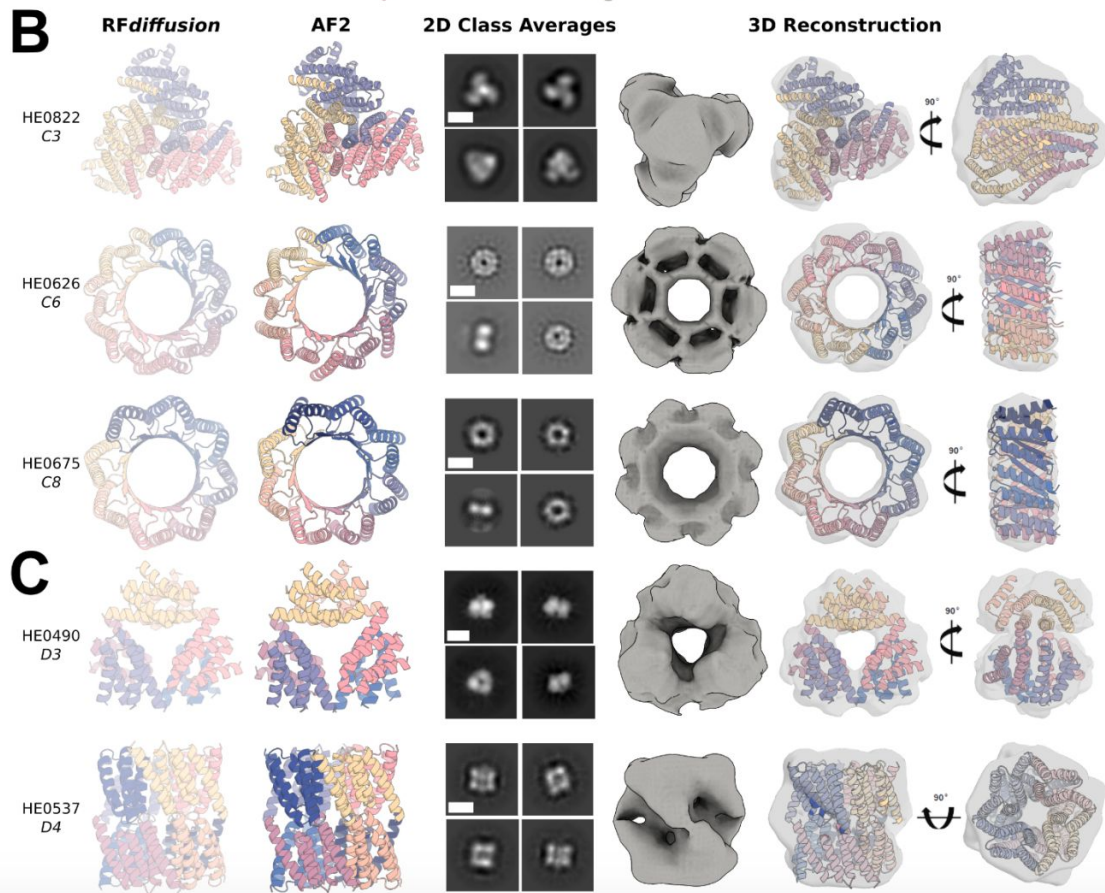 B
RFdiffusion AF2 2D Class Averages 3D Reconstruction
HE0822
C3
90°
HE0626
C6
90°
HE0675
C8
90°
C
HE0490
D3
90°
HE0537
D4
90°